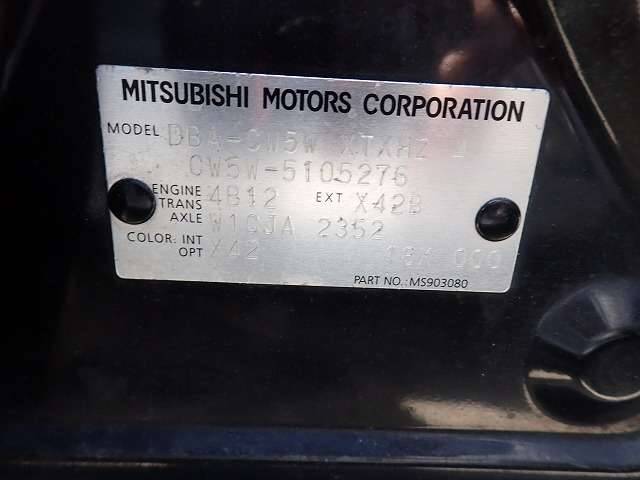 MITSUBISHI MOTORS CORPORATION
MODEL DBA-CW5W XTXHZ
CW5W-5105276
ENGINE 4B12 EXT X42B
TRANS
AXLE W1CJA 2352
COLOR: INT
OPT 000
PART NO.:MS903080